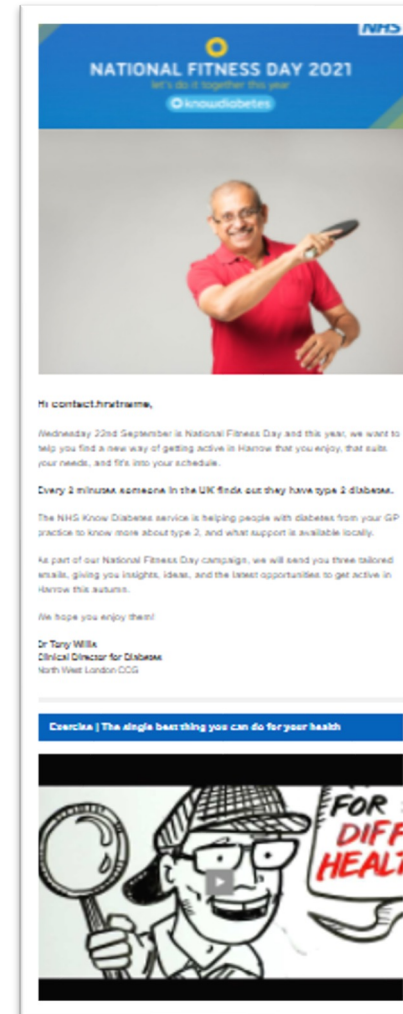 NHS
NATIONAL FITNESS DAY 2021
let's do it together this year
knowdiabetes
Hi contact.firstname,
Wednesday 22nd September is National Fitness Day and this year, we want to
help you find a new way of getting active in Harrow that you enjoy, that suits
your needs, and fit's into your schedule.
Every 2 minutes someone in the UK finds out they have type 2 diabetes.
The NHS Know Diabetes service is helping people with diabetes from your GP
practice to know more about type 2, and what support is available locally.
As part of our National Fitness Day campaign, we will send you three tailored
emails, giving you insights, ideas, and the latest opportunities to get active in
Harrow this autumn.
We hope you enjoy them!
Dr Tony Willis
Clinical Director for Diabetes
North West London CCG
Exercise | The single best thing you can do for your health
FOR
DIFF
HEALT